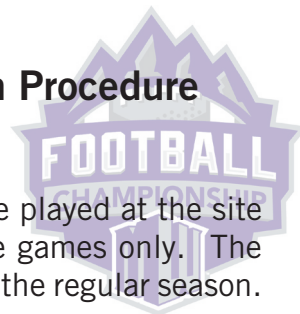 n Procedure
FOOTBALL
CHAMPIONSHIP
e played at the site
e games only. The
the regular season.